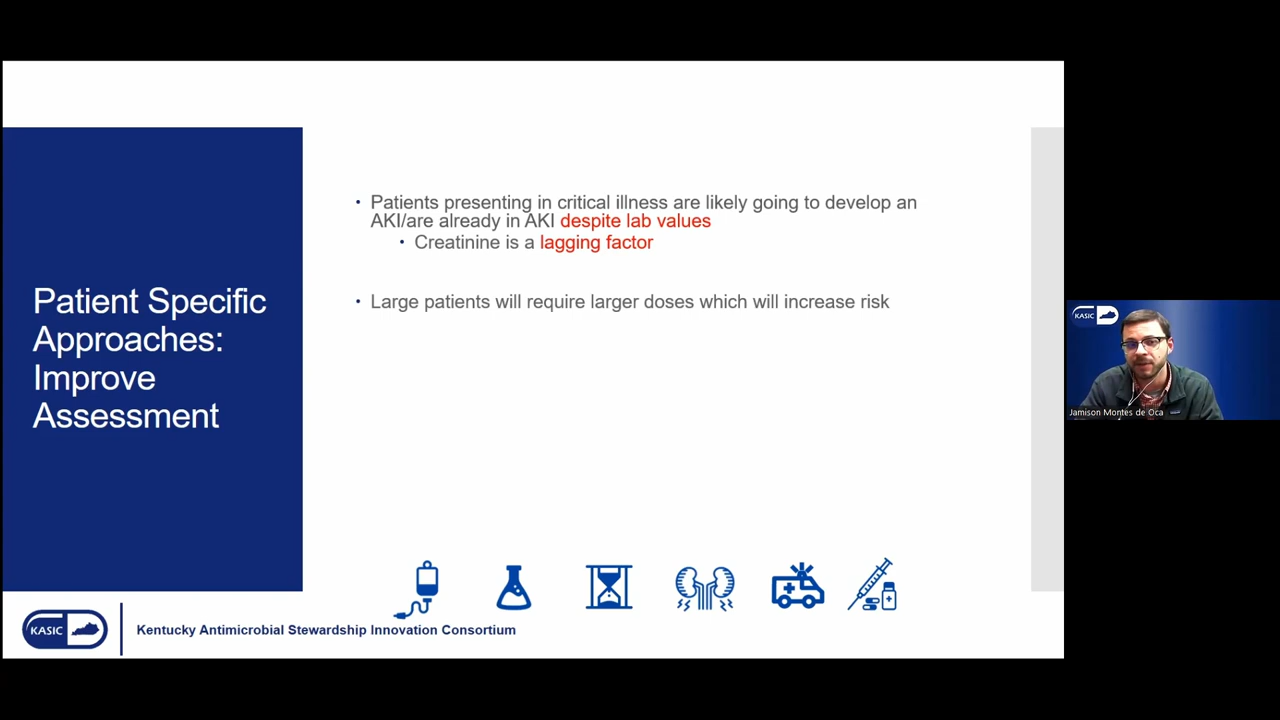 Patient Specific
Approaches:
Improve
Assessment
• Patients presenting in critical illness are likely going to develop an
AKI/are already in AKI despite lab values
• Creatinine is a lagging factor
• Large patients will require larger doses which will increase risk
KASIC
Kentucky Antimicrobial Stewardship Innovation Consortium
KASIC
Jamison Montes de Oca